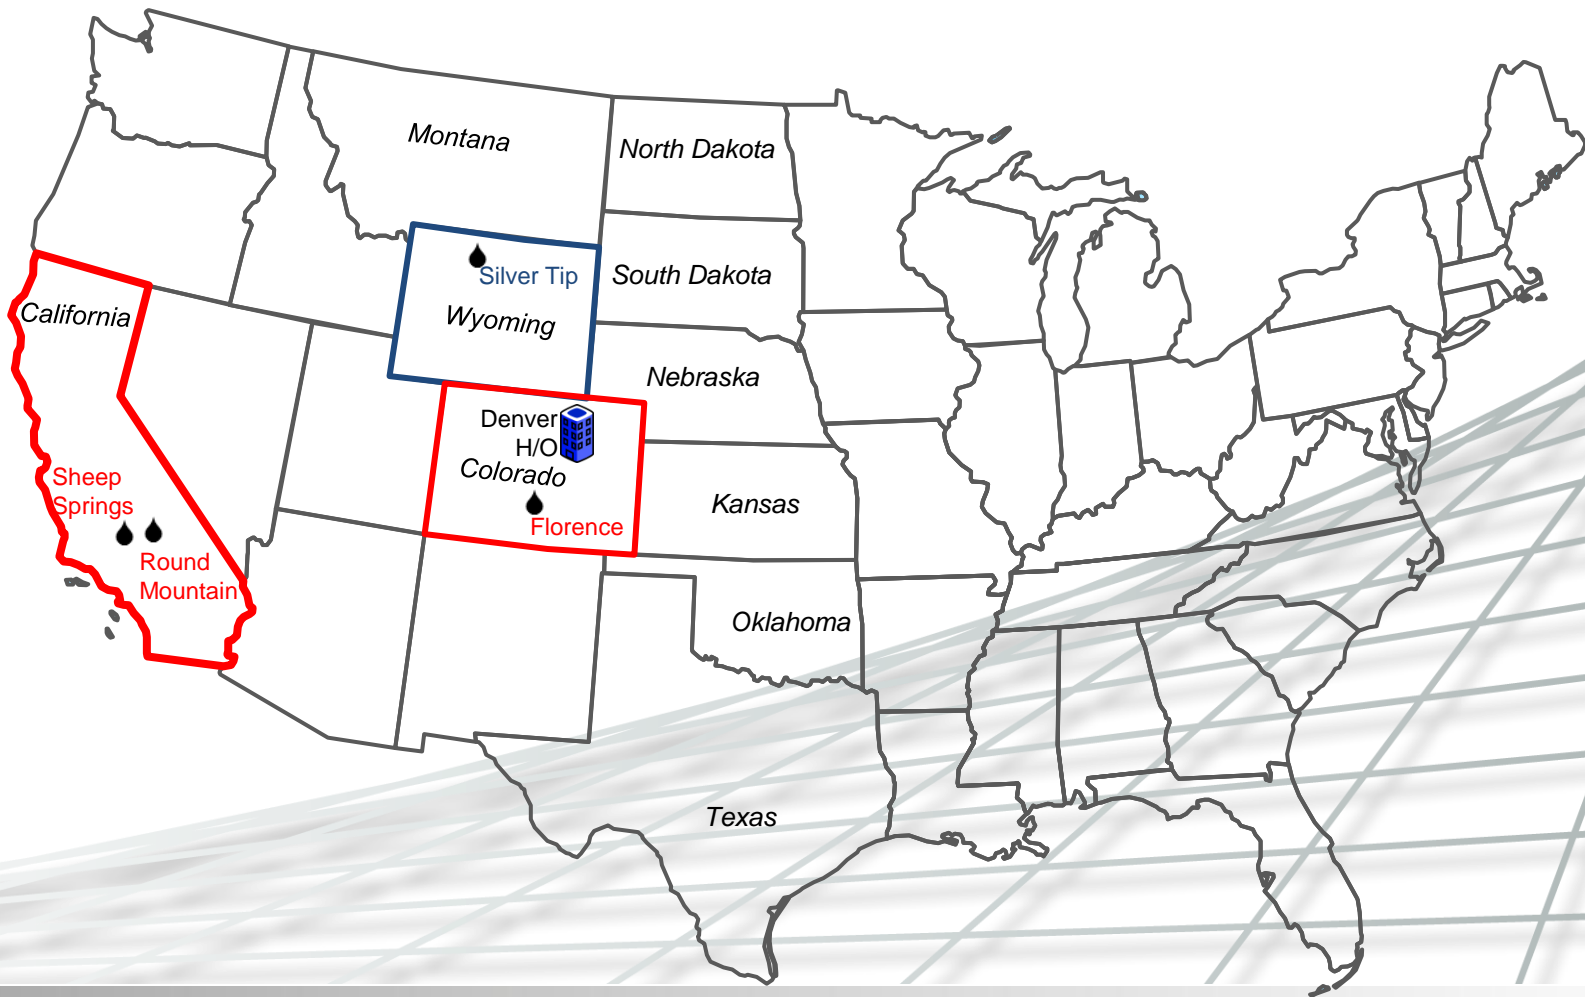 Montana
North Dakota
Silver Tip
South Dakota
California
Wyoming
Nebraska
Denver
H/O
Colorado
Sheep
Springs
Kansas
Florence
Round
Mountain
Oklahoma
Texas